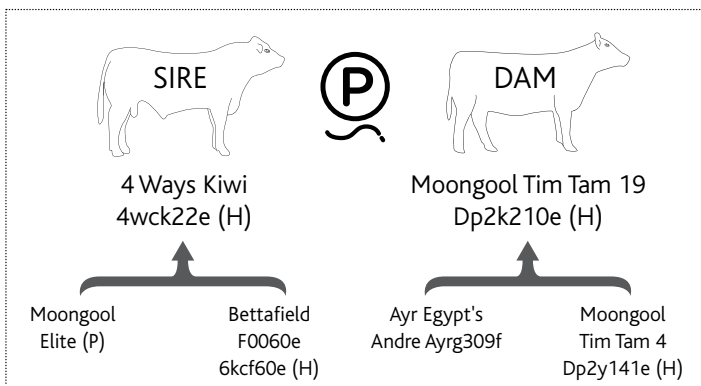 SIRE
P
DAM
4 Ways Kiwi
4wck22e (H)
Moongool Tim Tam 19
Dp2k210e (H)
Moongool
Elite (P)
Bettafield
F0060e
6kcf60e (H)
Ayr Egypt's
Andre Ayrg309f
Moongool
Tim Tam 4
Dp2y141e (H)